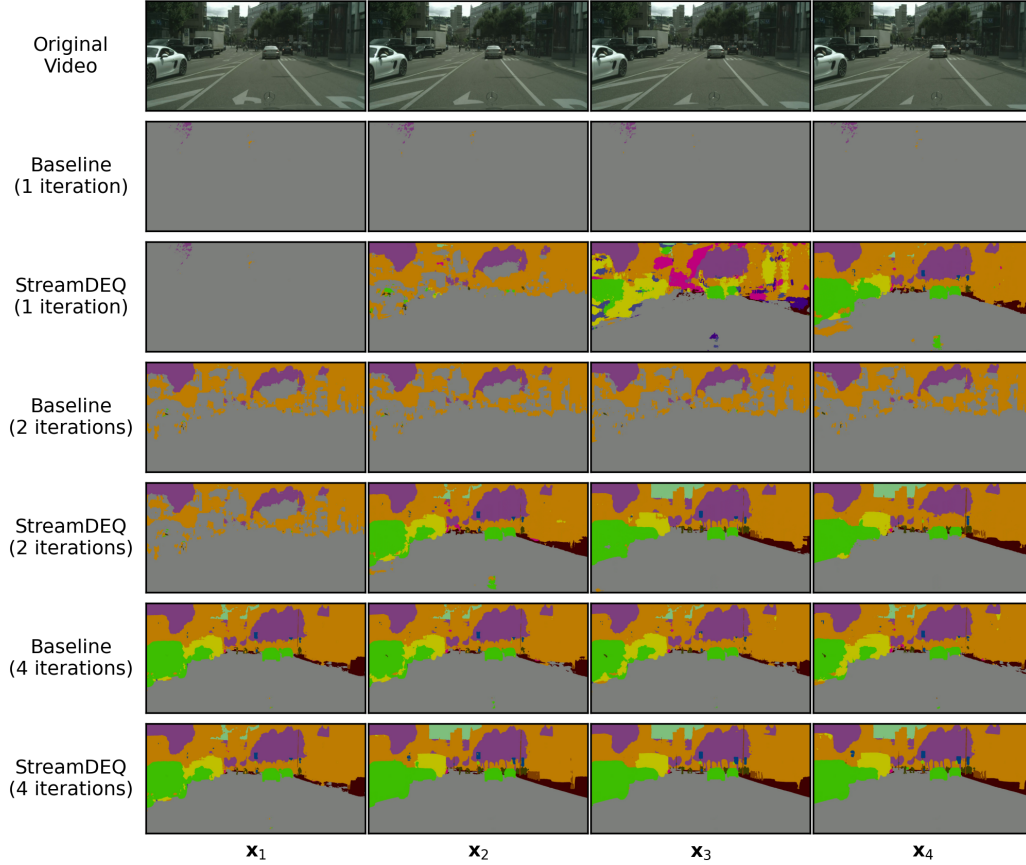 Original
Video
Baseline
(1 iteration)
StreamDEQ
(1 iteration)
Baseline
(2 iterations)
StreamDEQ
(2 iterations)
Baseline
(4 iterations)
StreamDEQ
(4 iterations)
x₁ x₂ x₃ x₄